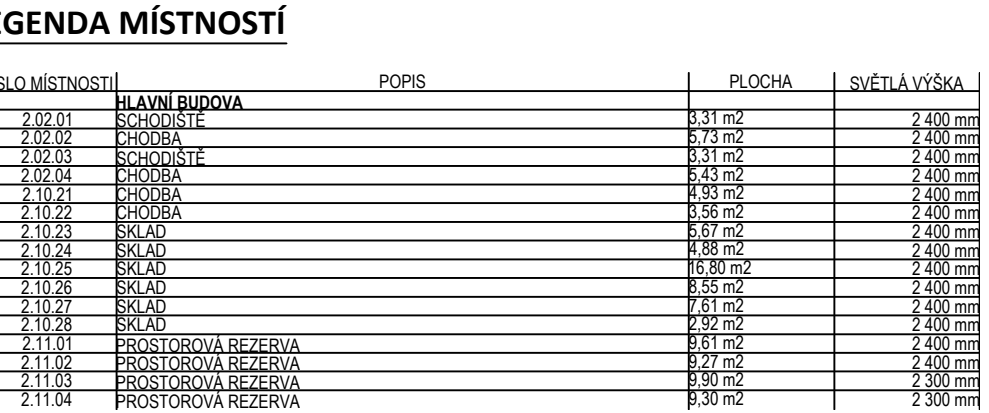 EGENDA MÍSTNOSTÍ
SLO MÍSTNOSTI POPIS PLOCHA SVĚTLÁ VÝŠKA
HLAVNÍ BUDOVA
2.02.01 SCHODIŠTĚ 3,31 m2 2 400 mm
2.02.02 CHODBA 5,73 m2 2 400 mm
2.02.03 SCHODIŠTĚ 3,31 m2 2 400 mm
2.02.04 CHODBA 5,43 m2 2 400 mm
2.10.21 CHODBA 4,93 m2 2 400 mm
2.10.22 CHODBA 3,56 m2 2 400 mm
2.10.23 SKLAD 5,67 m2 2 400 mm
2.10.24 SKLAD 4,88 m2 2 400 mm
2.10.25 SKLAD 16,80 m2 2 400 mm
2.10.26 SKLAD 8,55 m2 2 400 mm
2.10.27 SKLAD 7,61 m2 2 400 mm
2.10.28 SKLAD 2,92 m2 2 400 mm
2.11.01 PROSTOROVÁ REZERVA 9,61 m2 2 400 mm
2.11.02 PROSTOROVÁ REZERVA 9,27 m2 2 400 mm
2.11.03 PROSTOROVÁ REZERVA 9,90 m2 2 300 mm
2.11.04 PROSTOROVÁ REZERVA 9,30 m2 2 300 mm